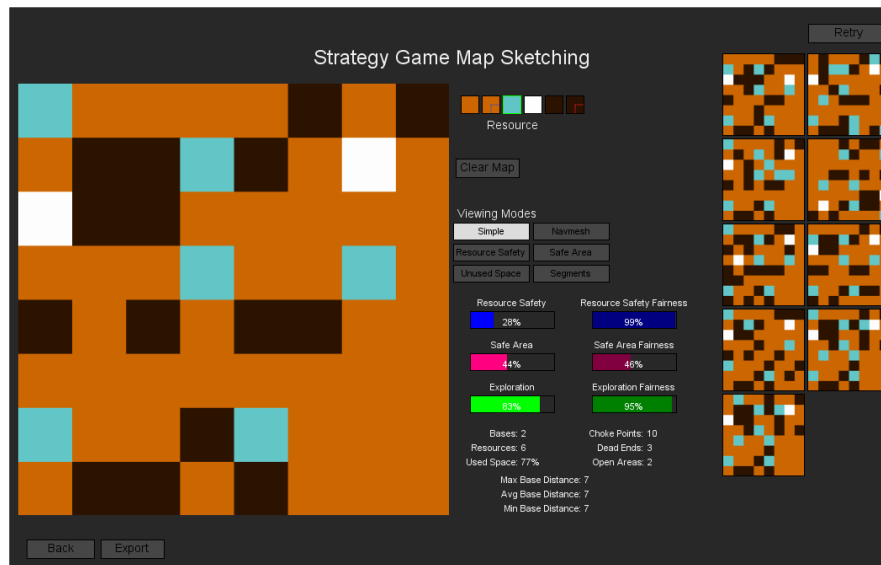 Retry
Strategy Game Map Sketching
Resource
Clear Map
Viewing Modes
Simple
Navmesh
Resource Safety
Safe Area
Unused Space
Segments
Resource Safety
Resource Safety Fairness
28%
99%
Safe Area
Safe Area Fairness
44%
46%
Exploration
Exploration Fairness
83%
95%
Bases: 2
Choke Points: 10
Resources: 6
Dead Ends: 3
Used Space: 77%
Open Areas: 2
Max Base Distance: 7
Avg Base Distance: 7
Min Base Distance: 7
Back
Export